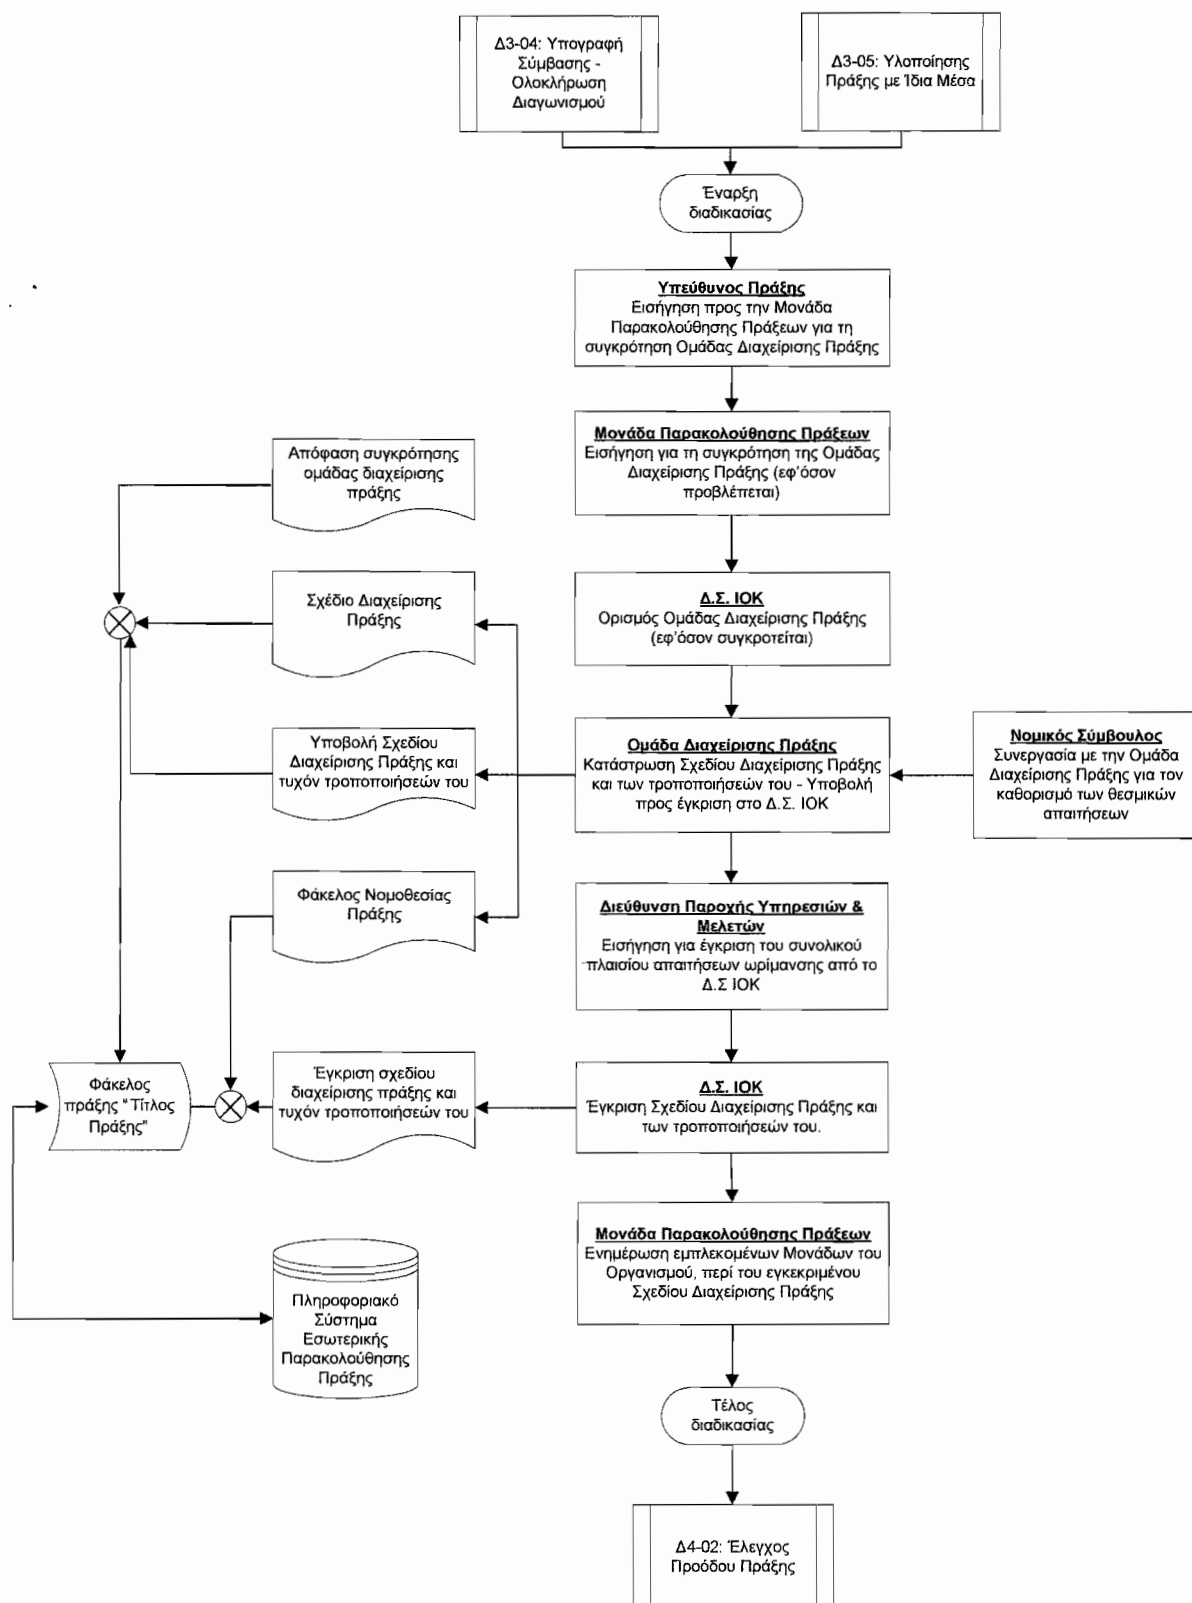 Δ3-04: Υπογραφή
Σύμβασης -
Ολοκλήρωση
Διαγωνισμού
Δ3-05: Υλοποίησης
Πράξης με Ίδια Μέσα
Έναρξη
διαδικασίας
Υπεύθυνος Πράξης
Εισήγηση προς την Μονάδα
Παρακολούθησης Πράξεων για τη
συγκρότηση Ομάδας Διαχείρισης Πράξης
Μονάδα Παρακολούθησης Πράξεων
Εισήγηση για τη συγκρότηση της Ομάδας
Διαχείρισης Πράξης (εφ'όσον
προβλέπεται)
Απόφαση συγκρότησης
ομάδας διαχείρισης
πράξης
Δ.Σ. ΙΟΚ
Ορισμός Ομάδας Διαχείρισης Πράξης
(εφ'όσον συγκροτείται)
Σχέδιο Διαχείρισης
Πράξης
Υποβολή Σχεδίου
Διαχείρισης Πράξης και
τυχόν τροποποιήσεών του
Ομάδα Διαχείρισης Πράξης
Κατάστρωση Σχεδίου Διαχείρισης Πράξης
και των τροποποιήσεών του - Υποβολή
προς έγκριση στο Δ.Σ. ΙΟΚ
Νομικός Σύμβουλος
Συνεργασία με την Ομάδα
Διαχείρισης Πράξης για τον
καθορισμό των θεσμικών
απαιτήσεων
Φάκελος Νομοθεσίας
Πράξης
Διεύθυνση Παροχής Υπηρεσιών &
Μελετών
Εισήγηση για έγκριση του συνολικού
πλαισίου απαιτήσεων ωρίμανσης από το
Δ.Σ ΙΟΚ
Φάκελος
πράξης "Τίτλος
Πράξης"
Έγκριση σχεδίου
διαχείρισης πράξης και
τυχόν τροποποιήσεών του
Δ.Σ. ΙΟΚ
Έγκριση Σχεδίου Διαχείρισης Πράξης και
των τροποποιήσεών του.
Μονάδα Παρακολούθησης Πράξεων
Ενημέρωση εμπλεκομένων Μονάδων του
Οργανισμού, περί του εγκεκριμένου
Σχεδίου Διαχείρισης Πράξης
Πληροφοριακό
Σύστημα
Εσωτερικής
Παρακολούθησης
Πράξης
Τέλος
διαδικασίας
Δ4-02: Έλεγχος
Προόδου Πράξης